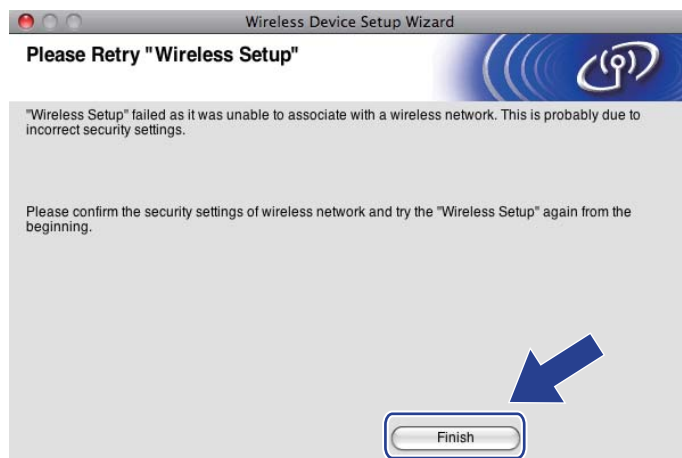 Wireless Device Setup Wizard
Please Retry "Wireless Setup"
"Wireless Setup" failed as it was unable to associate with a wireless network. This is probably due to
incorrect security settings.
Please confirm the security settings of wireless network and try the "Wireless Setup" again from the
beginning.
Finish